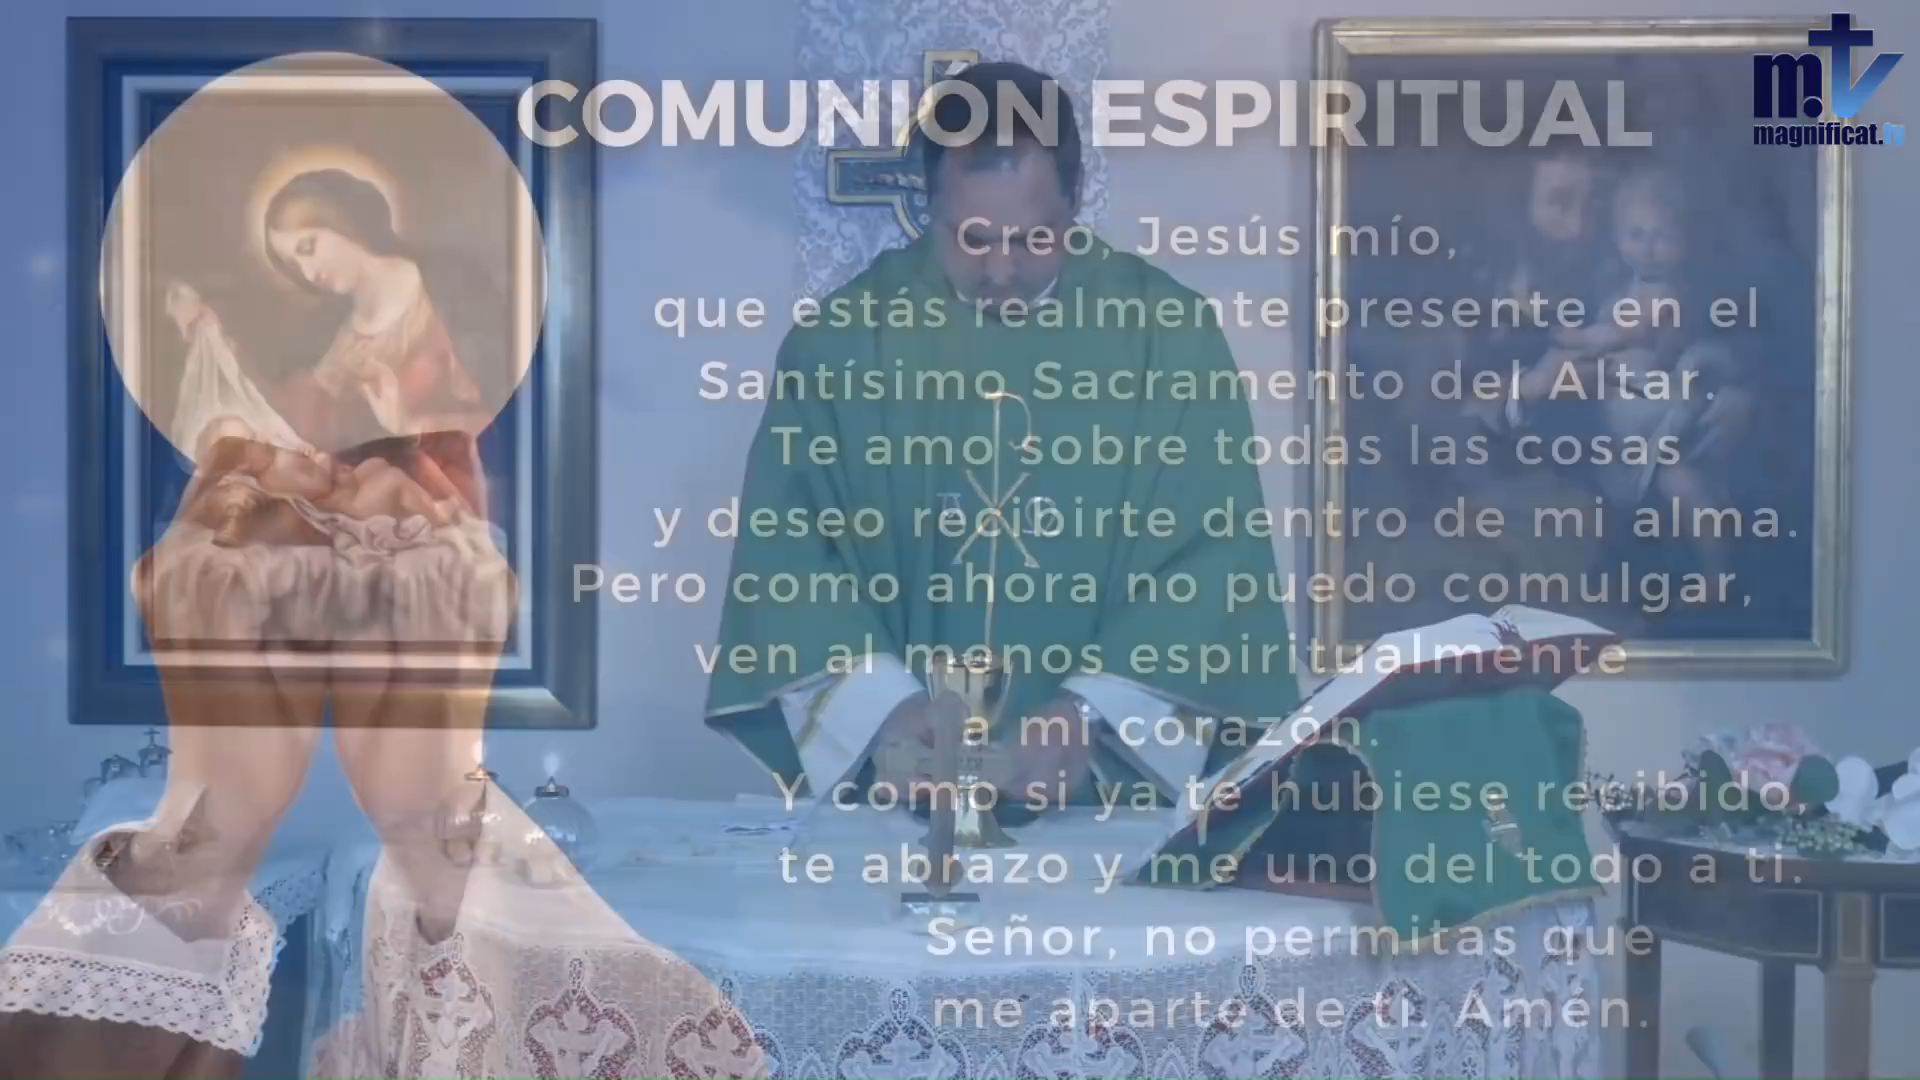 COMUNIÓN ESPIRITUAL
Creo, Jesús mío,
que estás realmente presente en el
Santísimo Sacramento del Altar.
Te amo sobre todas las cosas
y deseo recibirte dentro de mi alma.
Pero como ahora no puedo comulgar,
ven al menos espiritualmente
a mi corazón.
Y como si ya te hubiese recibido,
te abrazo y me uno del todo a ti.
Señor, no permitas que
me aparte de ti. Amén.
m.tv
magnificat.tv